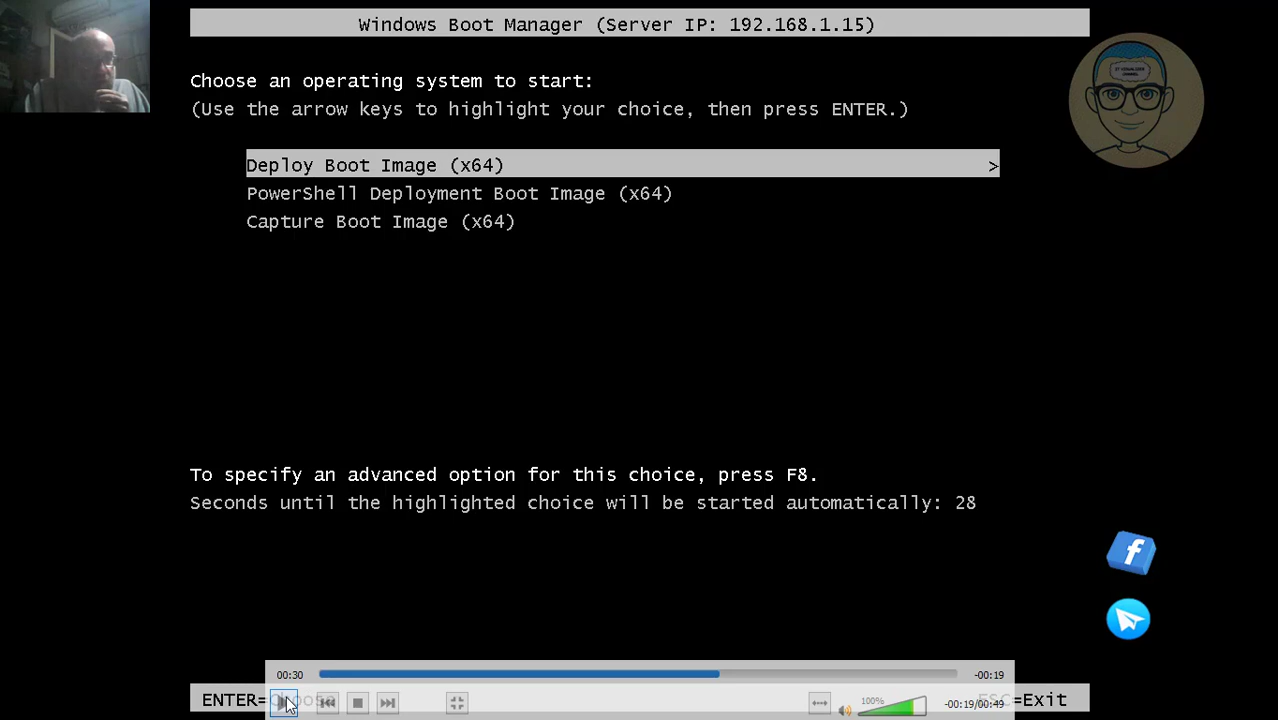 Windows Boot Manager (Server IP: 192.168.1.15)
Choose an operating system to start:
(Use the arrow keys to highlight your choice, then press ENTER.)
Deploy Boot Image (x64) >
PowerShell Deployment Boot Image (x64)
Capture Boot Image (x64)
To specify an advanced option for this choice, press F8.
Seconds until the highlighted choice will be started automatically: 28
00:30 -00:19
ENTER=Choose ESC=Exit
100%
-00:19/00:49